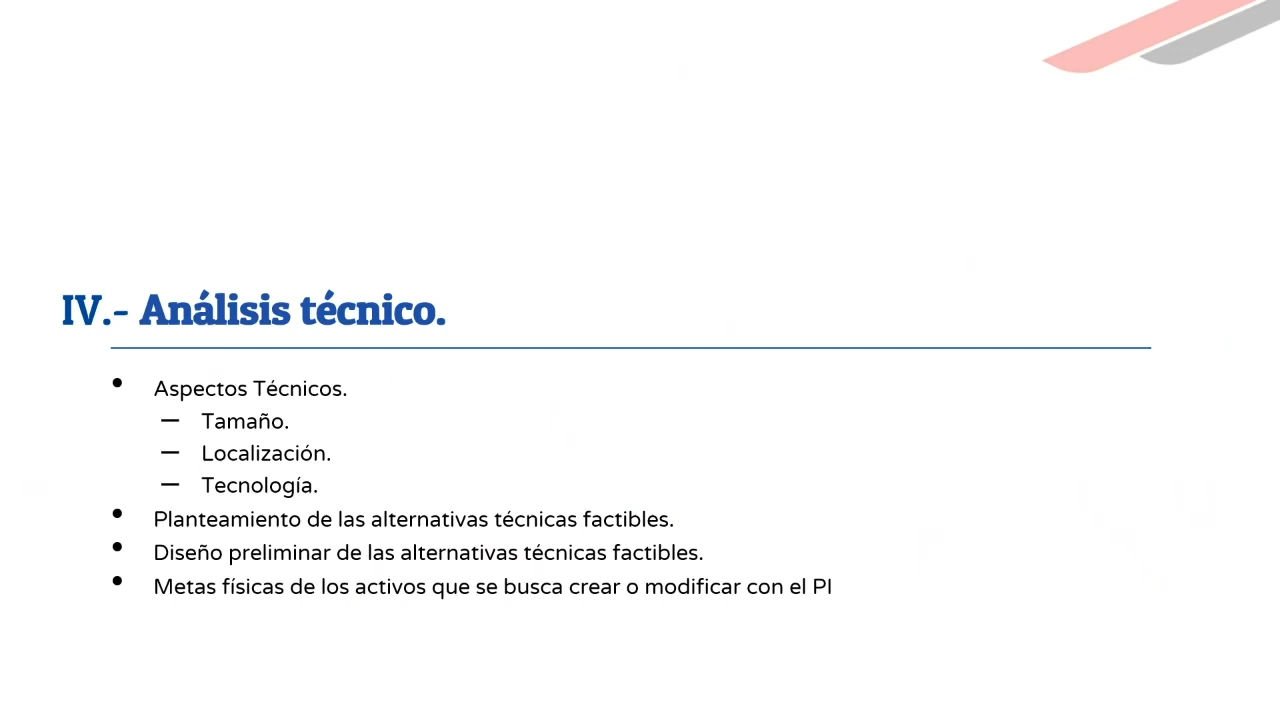 IV.- Análisis técnico.
• Aspectos Técnicos.
– Tamaño.
– Localización.
– Tecnología.
• Planteamiento de las alternativas técnicas factibles.
• Diseño preliminar de las alternativas técnicas factibles.
• Metas físicas de los activos que se busca crear o modificar con el PI